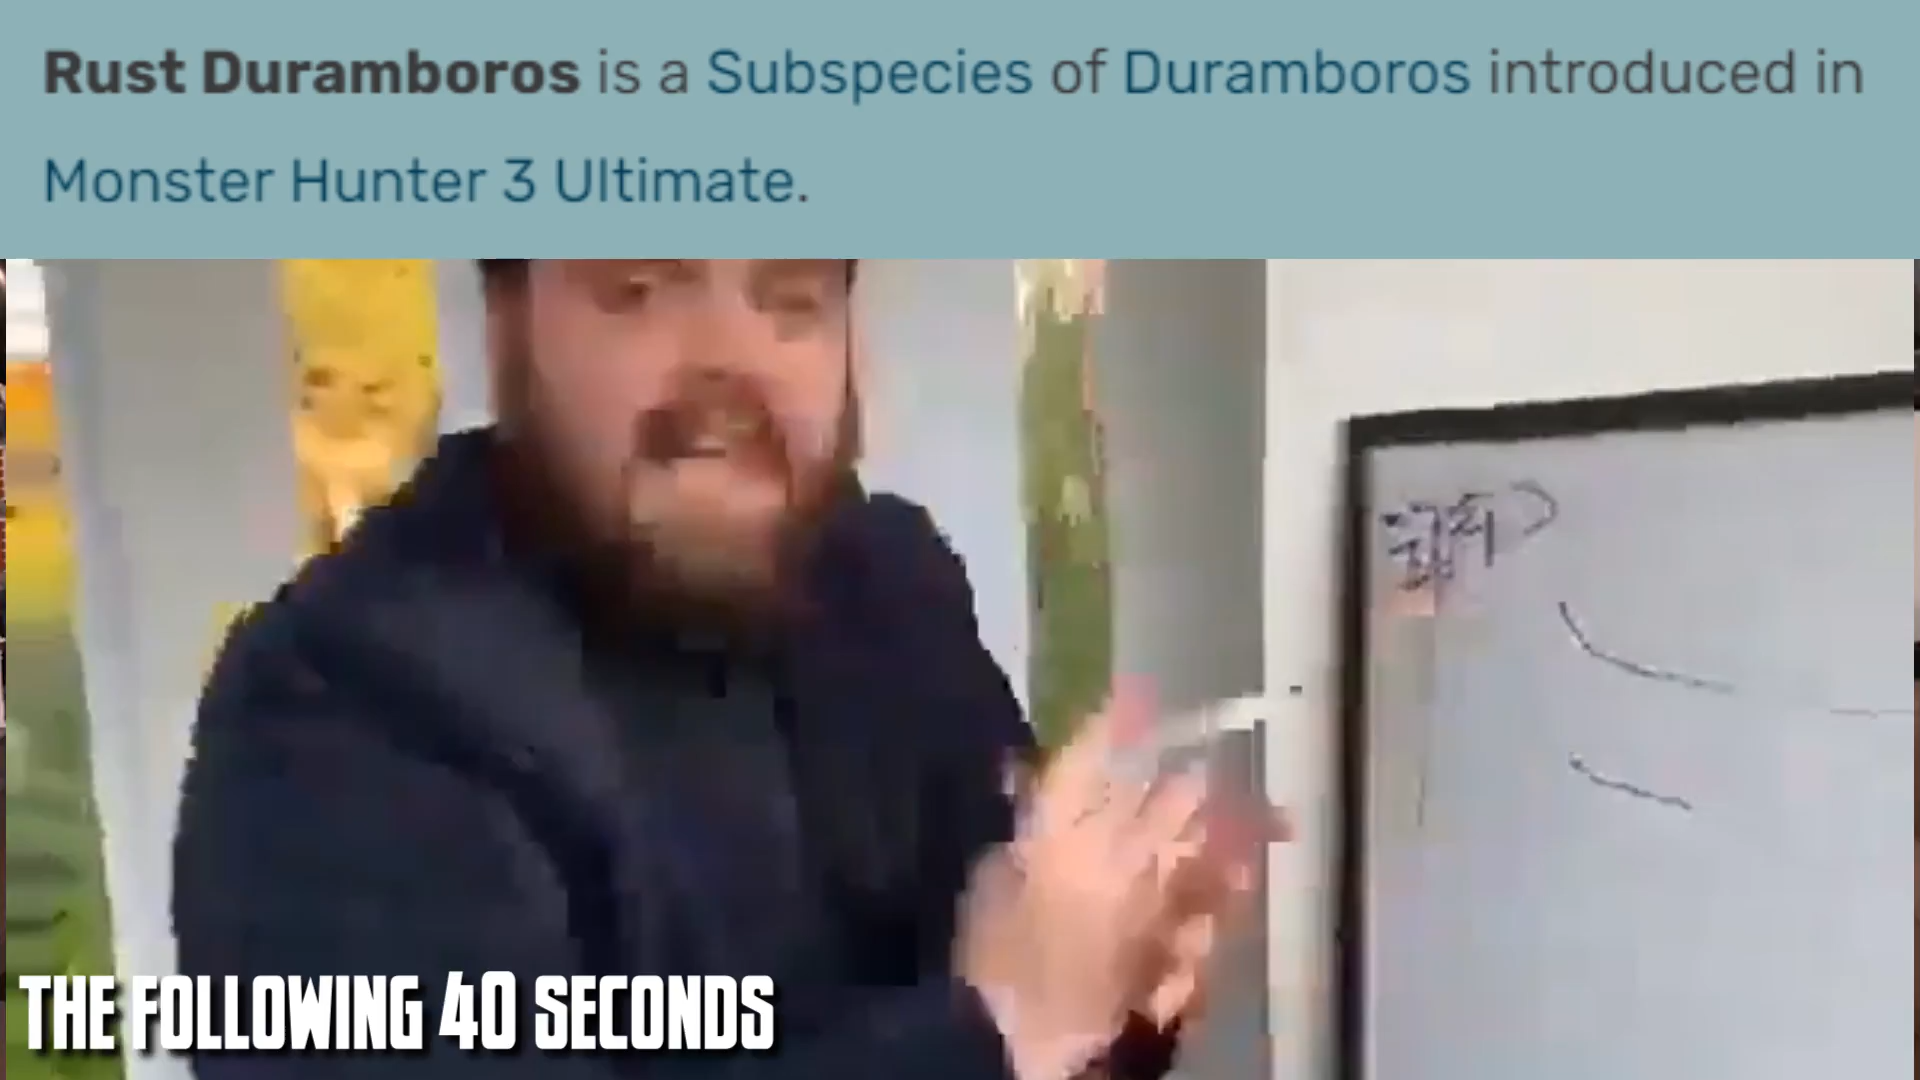 Rust Duramboros is a Subspecies of Duramboros introduced in
Monster Hunter 3 Ultimate.
THE FOLLOWING 40 SECONDS